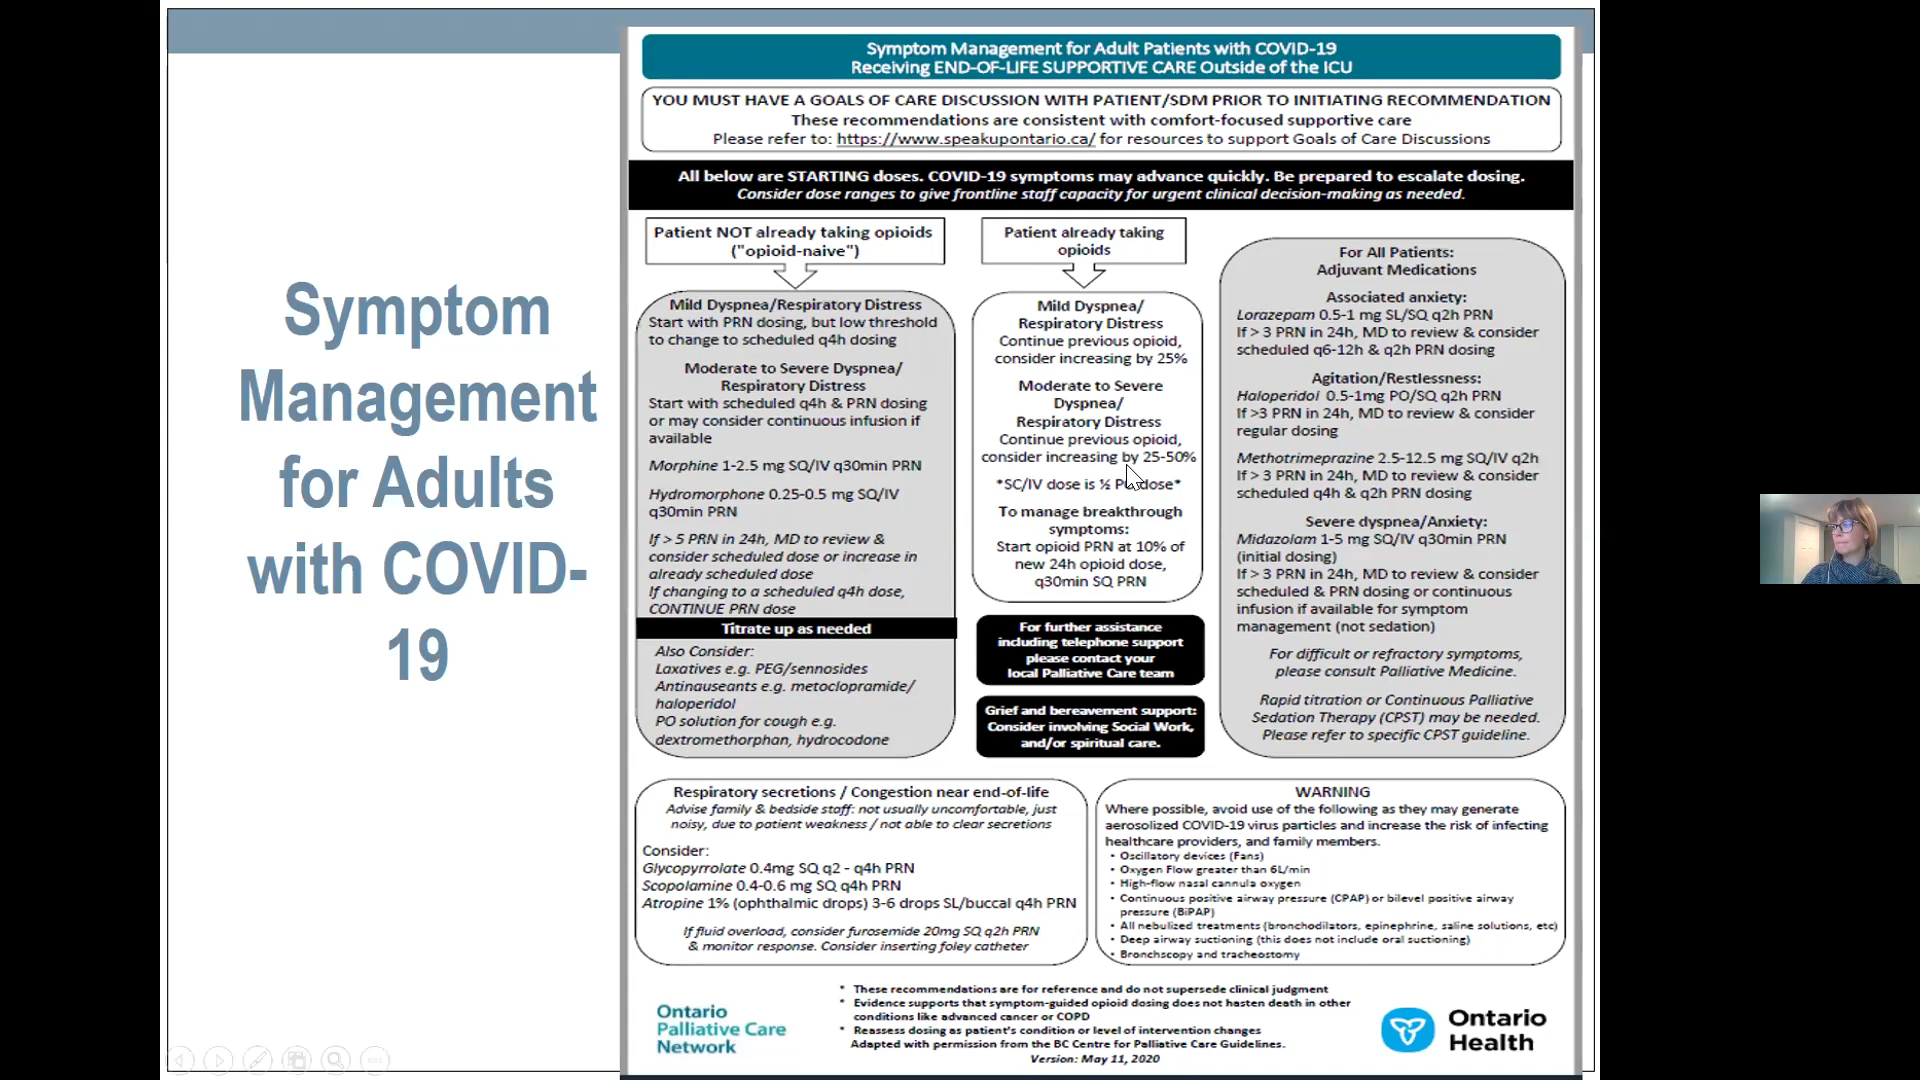 Symptom
Management
for Adults
with COVID-
19
Symptom Management for Adult Patients with COVID-19
Receiving END-OF-LIFE SUPPORTIVE CARE Outside of the ICU
YOU MUST HAVE A GOALS OF CARE DISCUSSION WITH PATIENT/SDM PRIOR TO INITIATING RECOMMENDATION
These recommendations are consistent with comfort-focused supportive care
Please refer to: https://www.speakupontario.ca/ for resources to support Goals of Care Discussions
All below are STARTING doses. COVID-19 symptoms may advance quickly. Be prepared to escalate dosing.
Consider dose ranges to give frontline staff capacity for urgent clinical decision-making as needed.
Patient NOT already taking opioids
("opioid-naive")
Mild Dyspnea/Respiratory Distress
Start with PRN dosing, but low threshold
to change to scheduled q4h dosing
Moderate to Severe Dyspnea/
Respiratory Distress
Start with scheduled q4h & PRN dosing
or may consider continuous infusion if
available
Morphine 1-2.5 mg SQ/IV q30min PRN
Hydromorphone 0.25-0.5 mg SQ/IV
q30min PRN
If > 5 PRN in 24h, MD to review &
consider scheduled dose or increase in
already scheduled dose
If changing to a scheduled q4h dose,
CONTINUE PRN dose
Titrate up as needed
Also Consider:
Laxatives e.g. PEG/sennosides
Antinauseants e.g. metoclopramide/
haloperidol
PO solution for cough e.g.
dextromethorphan, hydrocodone
Patient already taking
opioids
Mild Dyspnea/
Respiratory Distress
Continue previous opioid,
consider increasing by 25%
Moderate to Severe
Dyspnea/
Respiratory Distress
Continue previous opioid,
consider increasing by 25-50%
*SC/IV dose is ½ PO dose*
To manage breakthrough
symptoms:
Start opioid PRN at 10% of
new 24h opioid dose,
q30min SQ PRN
For further assistance
including telephone support
please contact your
local Palliative Care team
Grief and bereavement support:
Consider involving Social Work,
and/or spiritual care.
For All Patients:
Adjuvant Medications
Associated anxiety:
Lorazepam 0.5-1 mg SL/SQ q2h PRN
If > 3 PRN in 24h, MD to review & consider
scheduled q6-12h & q2h PRN dosing
Agitation/Restlessness:
Haloperidol 0.5-1mg PO/SQ q2h PRN
If >3 PRN in 24h, MD to review & consider
regular dosing
Methotrimeprazine 2.5-12.5 mg SQ/IV q2h
If > 3 PRN in 24h, MD to review & consider
scheduled q4h & q2h PRN dosing
Severe dyspnea/Anxiety:
Midazolam 1-5 mg SQ/IV q30min PRN
(initial dosing)
If > 3 PRN in 24h, MD to review & consider
scheduled & PRN dosing or continuous
infusion if available for symptom
management (not sedation)
For difficult or refractory symptoms,
please consult Palliative Medicine.
Rapid titration or Continuous Palliative
Sedation Therapy (CPST) may be needed.
Please refer to specific CPST guideline.
Respiratory secretions / Congestion near end-of-life
Advise family & bedside staff: not usually uncomfortable, just
noisy, due to patient weakness / not able to clear secretions
Consider:
Glycopyrrolate 0.4mg SQ q2 - q4h PRN
Scopolamine 0.4-0.6 mg SQ q4h PRN
Atropine 1% (ophthalmic drops) 3-6 drops SL/buccal q4h PRN
If fluid overload, consider furosemide 20mg SQ q2h PRN
& monitor response. Consider inserting foley catheter
WARNING
Where possible, avoid use of the following as they may generate
aerosolized COVID-19 virus particles and increase the risk of infecting
healthcare providers, and family members.
• Oscillatory devices (Fans)
• Oxygen Flow greater than 6L/min
• High-flow nasal cannula oxygen
• Continuous positive airway pressure (CPAP) or bilevel positive airway
pressure (BiPAP)
• All nebulized treatments (bronchodilators, epinephrine, saline solutions, etc)
• Deep airway suctioning (this does not include oral suctioning)
• Bronchscopy and tracheostomy
Ontario
Palliative Care
Network
* These recommendations are for reference and do not supersede clinical judgment
* Evidence supports that symptom-guided opioid dosing does not hasten death in other
conditions like advanced cancer or COPD
* Reassess dosing as patient's condition or level of intervention changes
Adapted with permission from the BC Centre for Palliative Care Guidelines.
Version: May 11, 2020
Ontario
Health